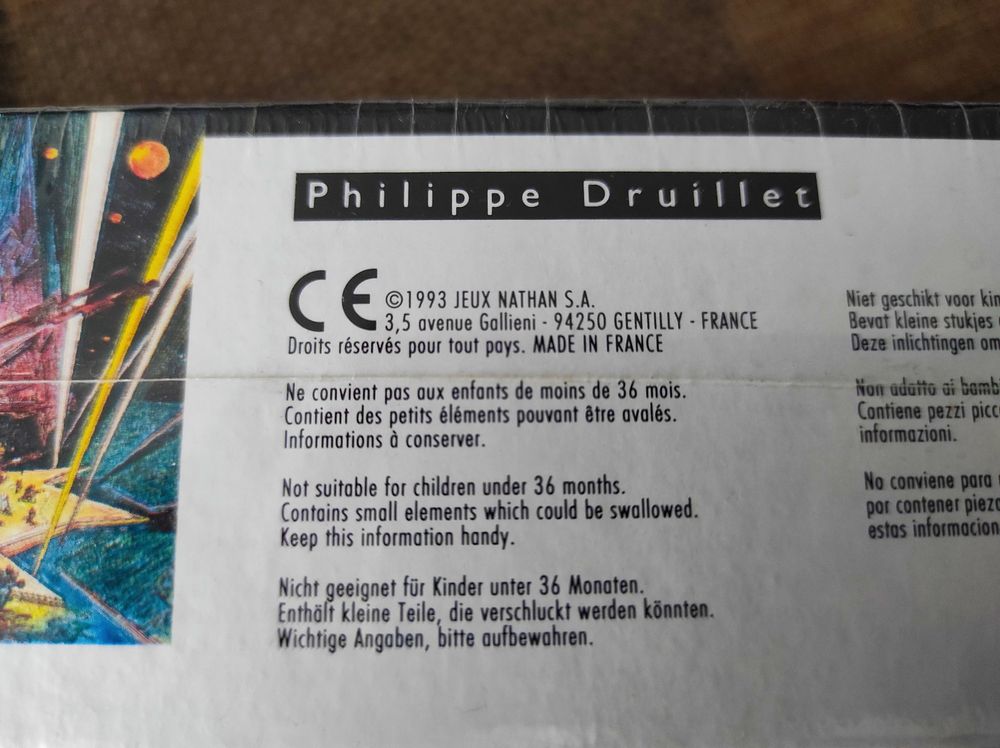 Philippe Druillet
CE ©1993 JEUX NATHAN S.A.
3,5 avenue Gallieni - 94250 GENTILLY - FRANCE
Droits réservés pour tout pays. MADE IN FRANCE
Ne convient pas aux enfants de moins de 36 mois.
Contient des petits éléments pouvant être avalés.
Informations à conserver.
Not suitable for children under 36 months.
Contains small elements which could be swallowed.
Keep this information handy.
Nicht geeignet für Kinder unter 36 Monaten.
Enthält kleine Teile, die verschluckt werden könnten.
Wichtige Angaben, bitte aufbewahren.
Niet geschikt voor
Bevat kleine stukjes
Deze inlichtingen
Non adatto ai
Contiene pezzi
informazioni.
No conviene para
por contener
estas